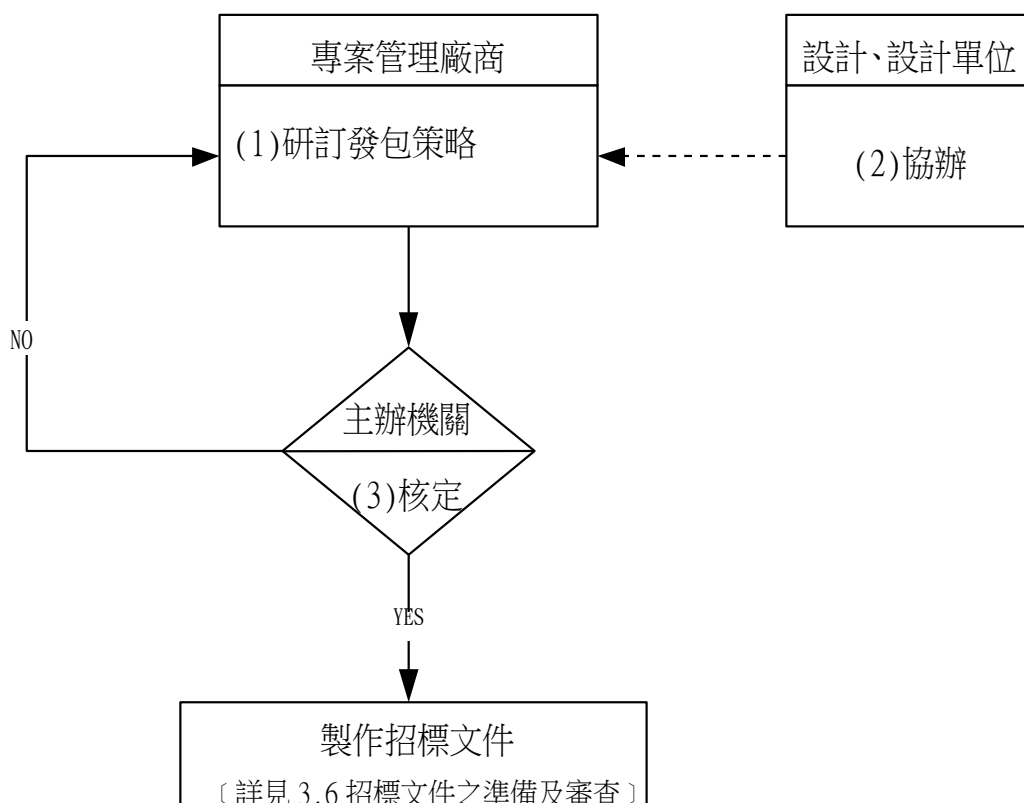 專案管理廠商
設計、設計單位
(1)研訂發包策略
(2)協辦
NO
主辦機關
(3)核定
YES
製作招標文件
〔詳見3.6招標文件之準備及審查〕